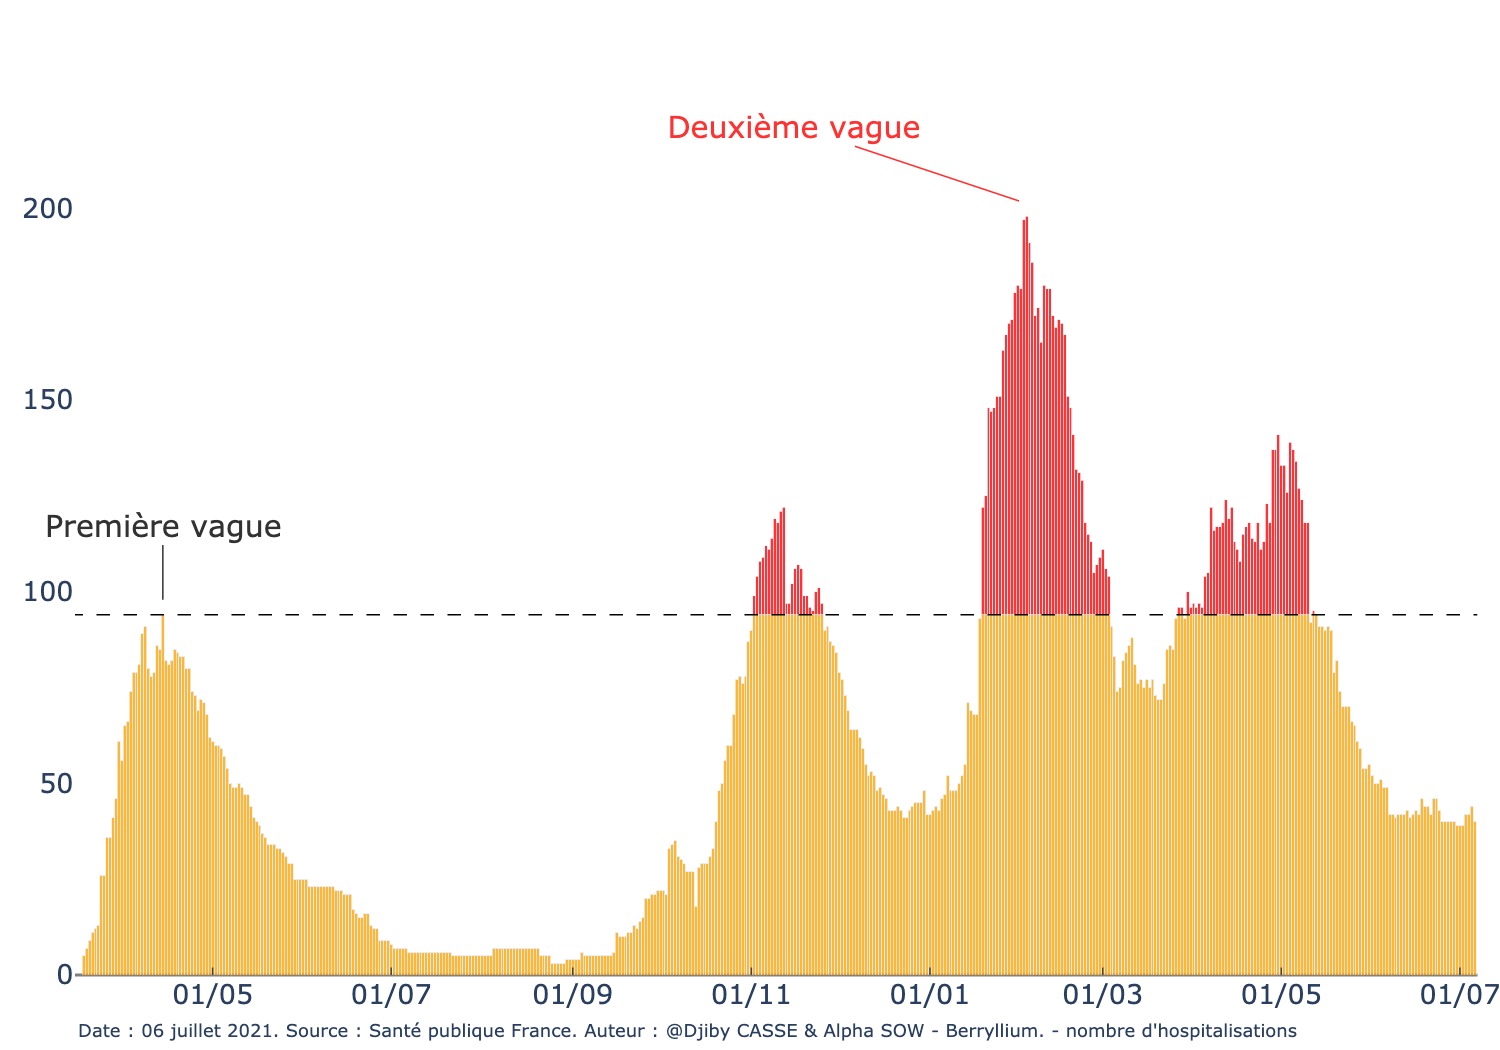 Deuxième vague
200
150
Première vague
100
50
0
01/05 01/07 01/09 01/11 01/01 01/03 01/05 01/07
Date : 06 juillet 2021. Source : Santé publique France. Auteur : @Djiby CASSE & Alpha SOW - Berryllium. - nombre d'hospitalisations